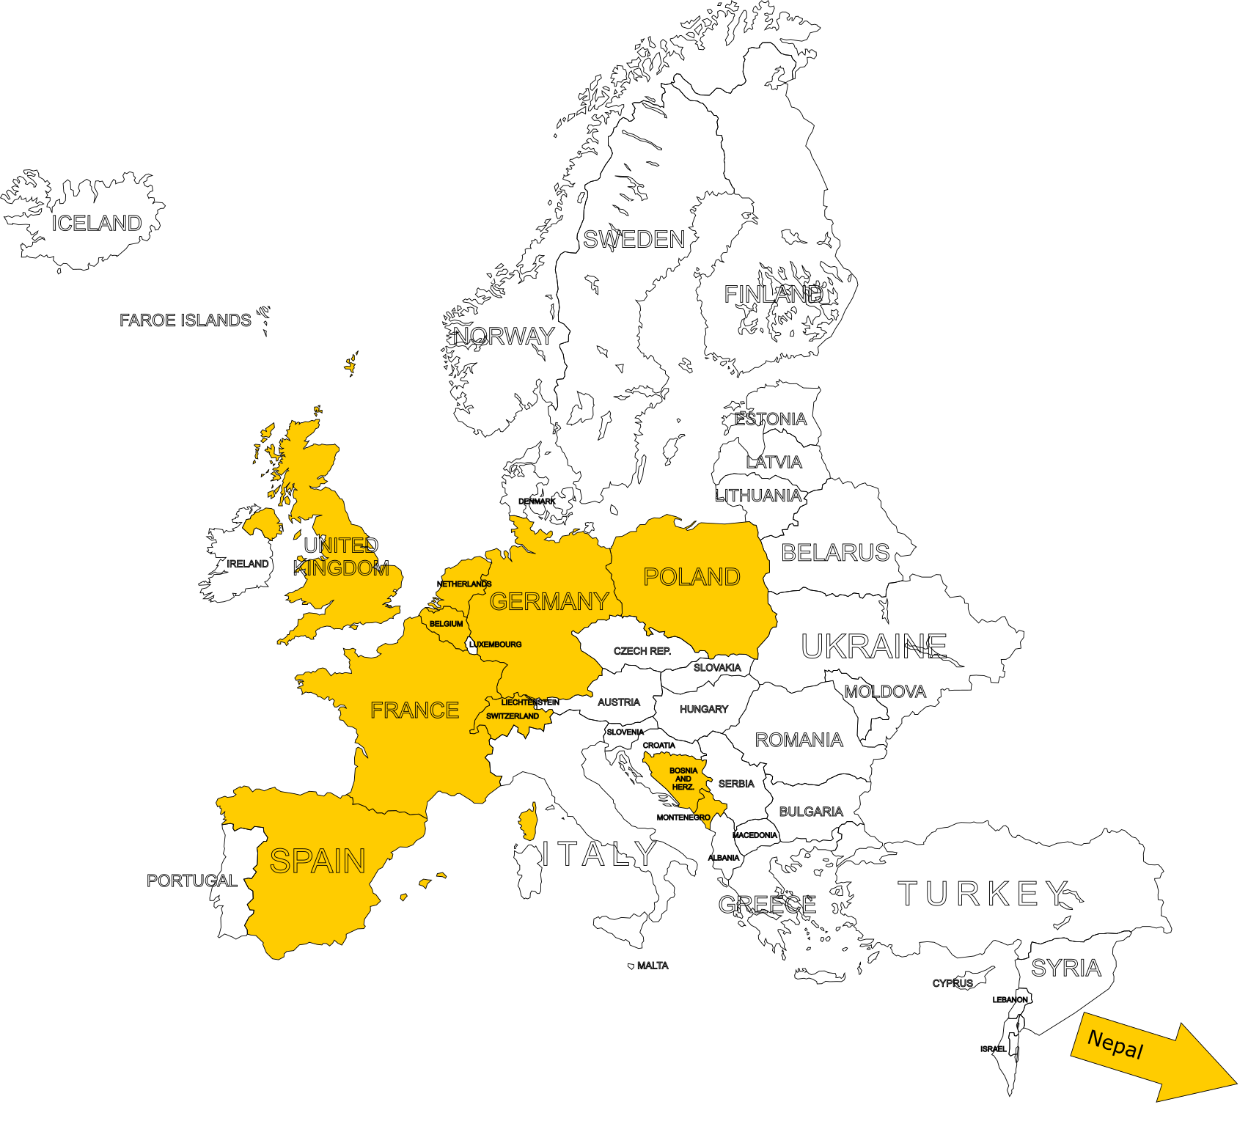 ICELAND
SWEDEN
FINLAND
FAROE ISLANDS
NORWAY
ESTONIA
LATVIA
LITHUANIA
DENMARK
UNITED
KINGDOM
BELARUS
IRELAND
POLAND
NETHERLANDS
GERMANY
BELGIUM
LUXEMBOURG
UKRAINE
CZECH REP.
SLOVAKIA
MOLDOVA
LIECHTENSTEIN
AUSTRIA
FRANCE
SWITZERLAND
HUNGARY
SLOVENIA
ROMANIA
CROATIA
BOSNIA
AND
HERZ.
SERBIA
BULGARIA
MONTENEGRO
MACEDONIA
ITALY
ALBANIA
SPAIN
PORTUGAL
TURKEY
GREECE
MALTA
SYRIA
CYPRUS
LEBANON
ISRAEL
Nepal